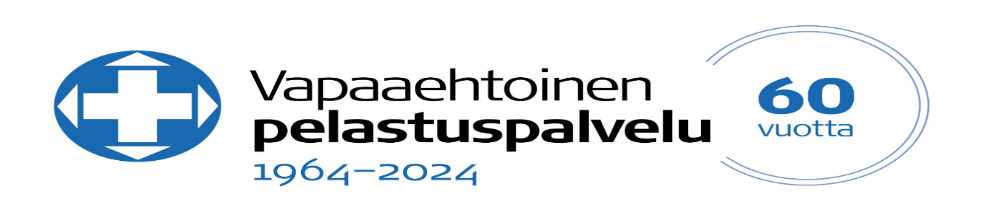 Vapaaehtoinen
pelastuspalvelu
1964–2024
60
vuotta